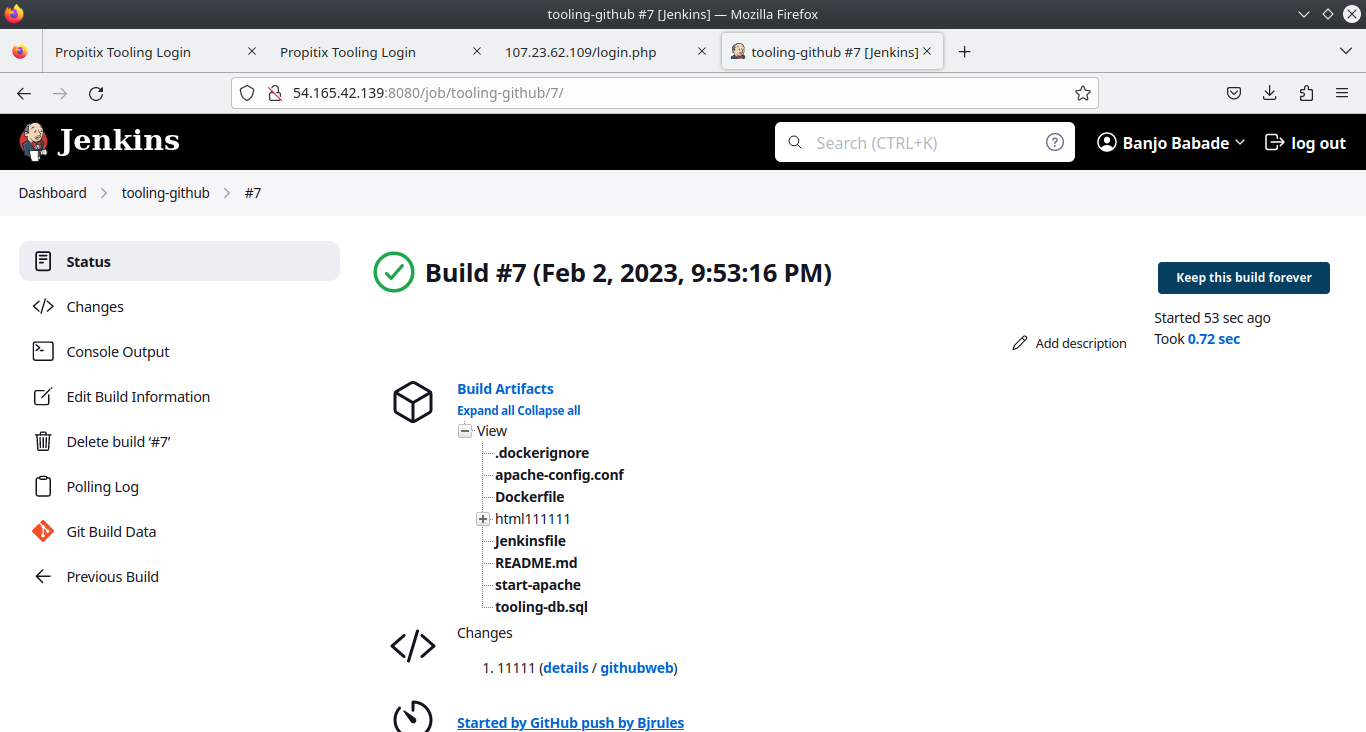 tooling-github #7 [Jenkins] — Mozilla Firefox
Propitix Tooling Login
Propitix Tooling Login
107.23.62.109/login.php
tooling-github #7 [Jenkins]
54.165.42.139:8080/job/tooling-github/7/
Jenkins
Search (CTRL+K)
?
Banjo Babade
log out
Dashboard
tooling-github
#7
Status
Changes
Console Output
Edit Build Information
Delete build ‘#7’
Polling Log
Git Build Data
Previous Build
Build #7 (Feb 2, 2023, 9:53:16 PM)
Keep this build forever
Started 53 sec ago
Took 0.72 sec
Add description
Build Artifacts
Expand all Collapse all
View
.dockerignore
apache-config.conf
Dockerfile
html111111
Jenkinsfile
README.md
start-apache
tooling-db.sql
Changes
1. 11111 (details / githubweb)
Started by GitHub push by Bjrules